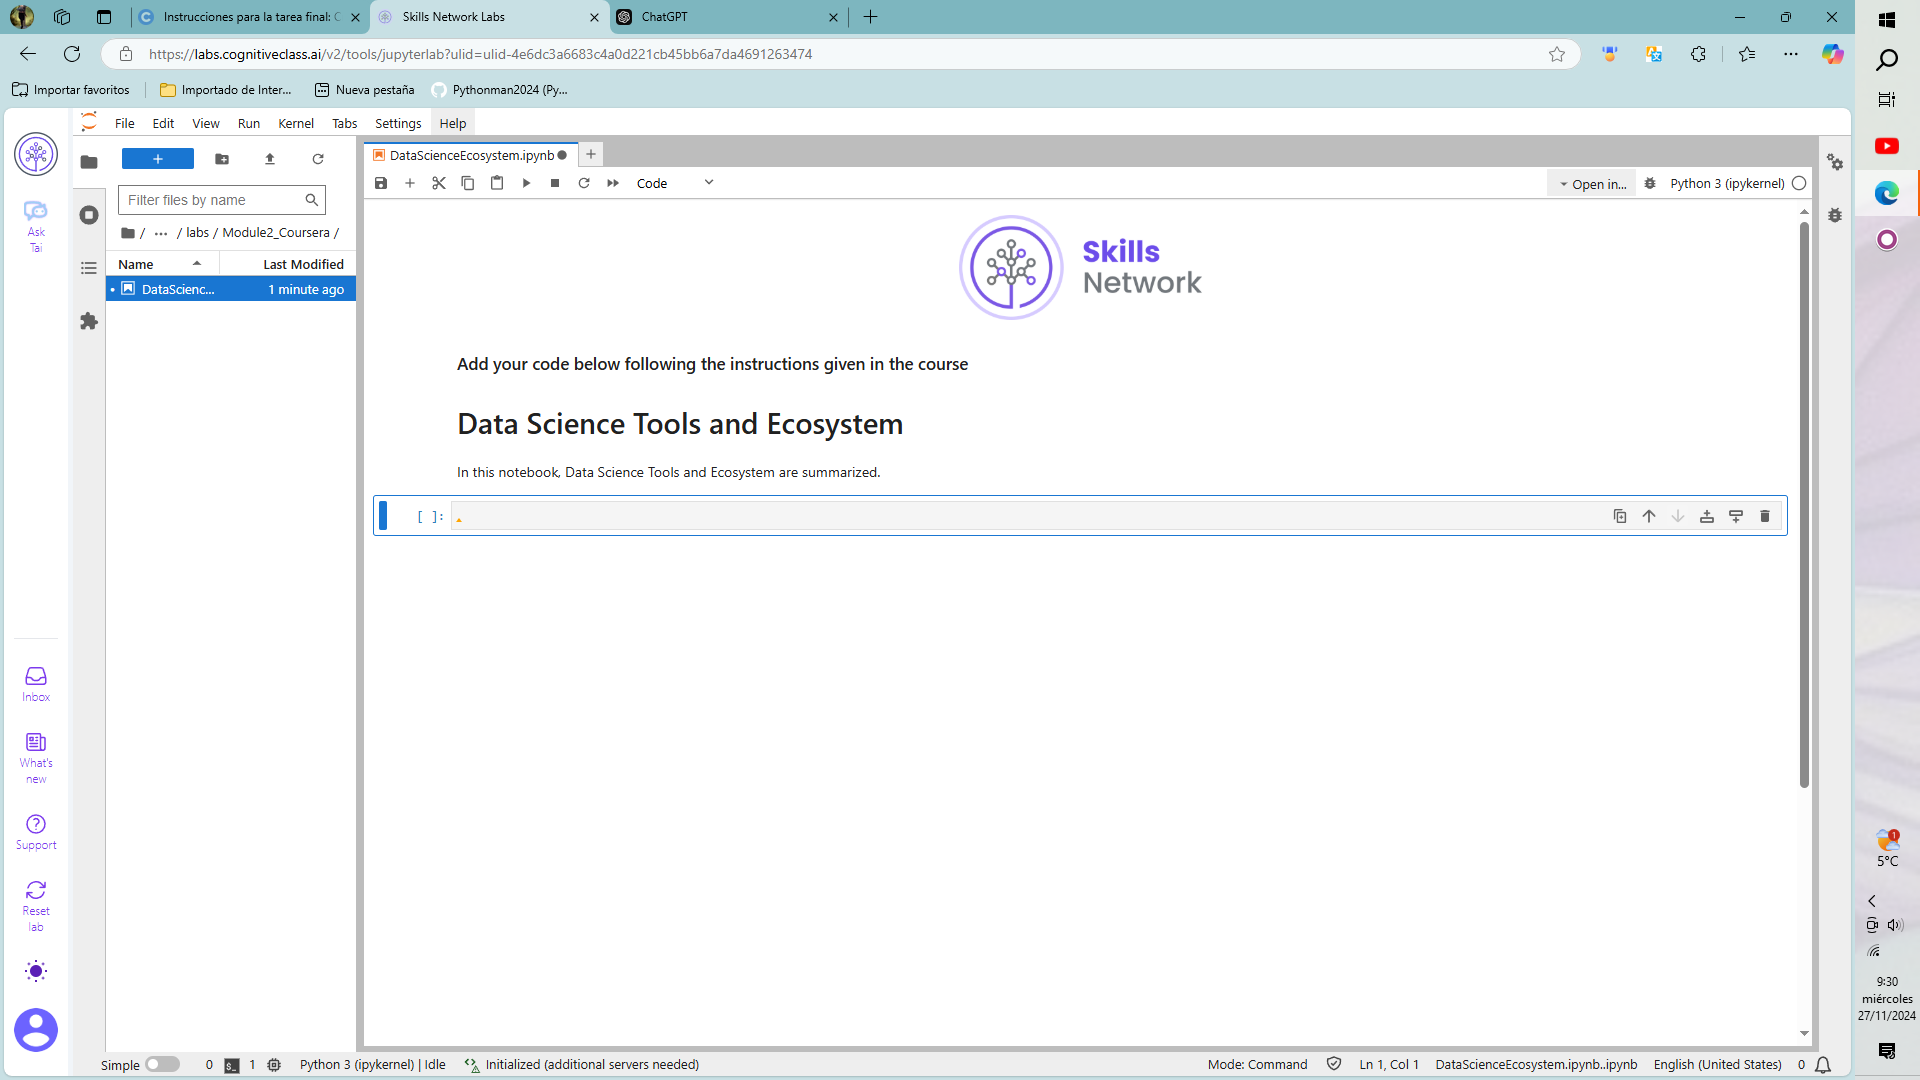 Instrucciones para la tarea final: C
Skills Network Labs
ChatGPT
https://labs.cognitiveclass.ai/v2/tools/jupyterlab?ulid=ulid-4e6dc3a6683c4a0d221cb45bb6a7da4691263474
Importar favoritos
Importado de Inter...
Nueva pestaña
Pythonman2024 (Py...
File Edit View Run Kernel Tabs Settings Help
Ask
Tai
Filter files by name
/ ... / labs / Module2_Coursera /
Name Last Modified
DataScienc... 1 minute ago
DataScienceEcosystem.ipynb
Code
Open in...
Python 3 (ipykernel)
Skills
Network
Add your code below following the instructions given in the course
Data Science Tools and Ecosystem
In this notebook, Data Science Tools and Ecosystem are summarized.
[ ]:
Inbox
What's
new
Support
Reset
lab
Simple 0 1 Python 3 (ipykernel) | Idle Initialized (additional servers needed) Mode: Command Ln 1, Col 1 DataScienceEcosystem.ipynb..ipynb English (United States) 0
1
5°C
9:30
miércoles
27/11/2024